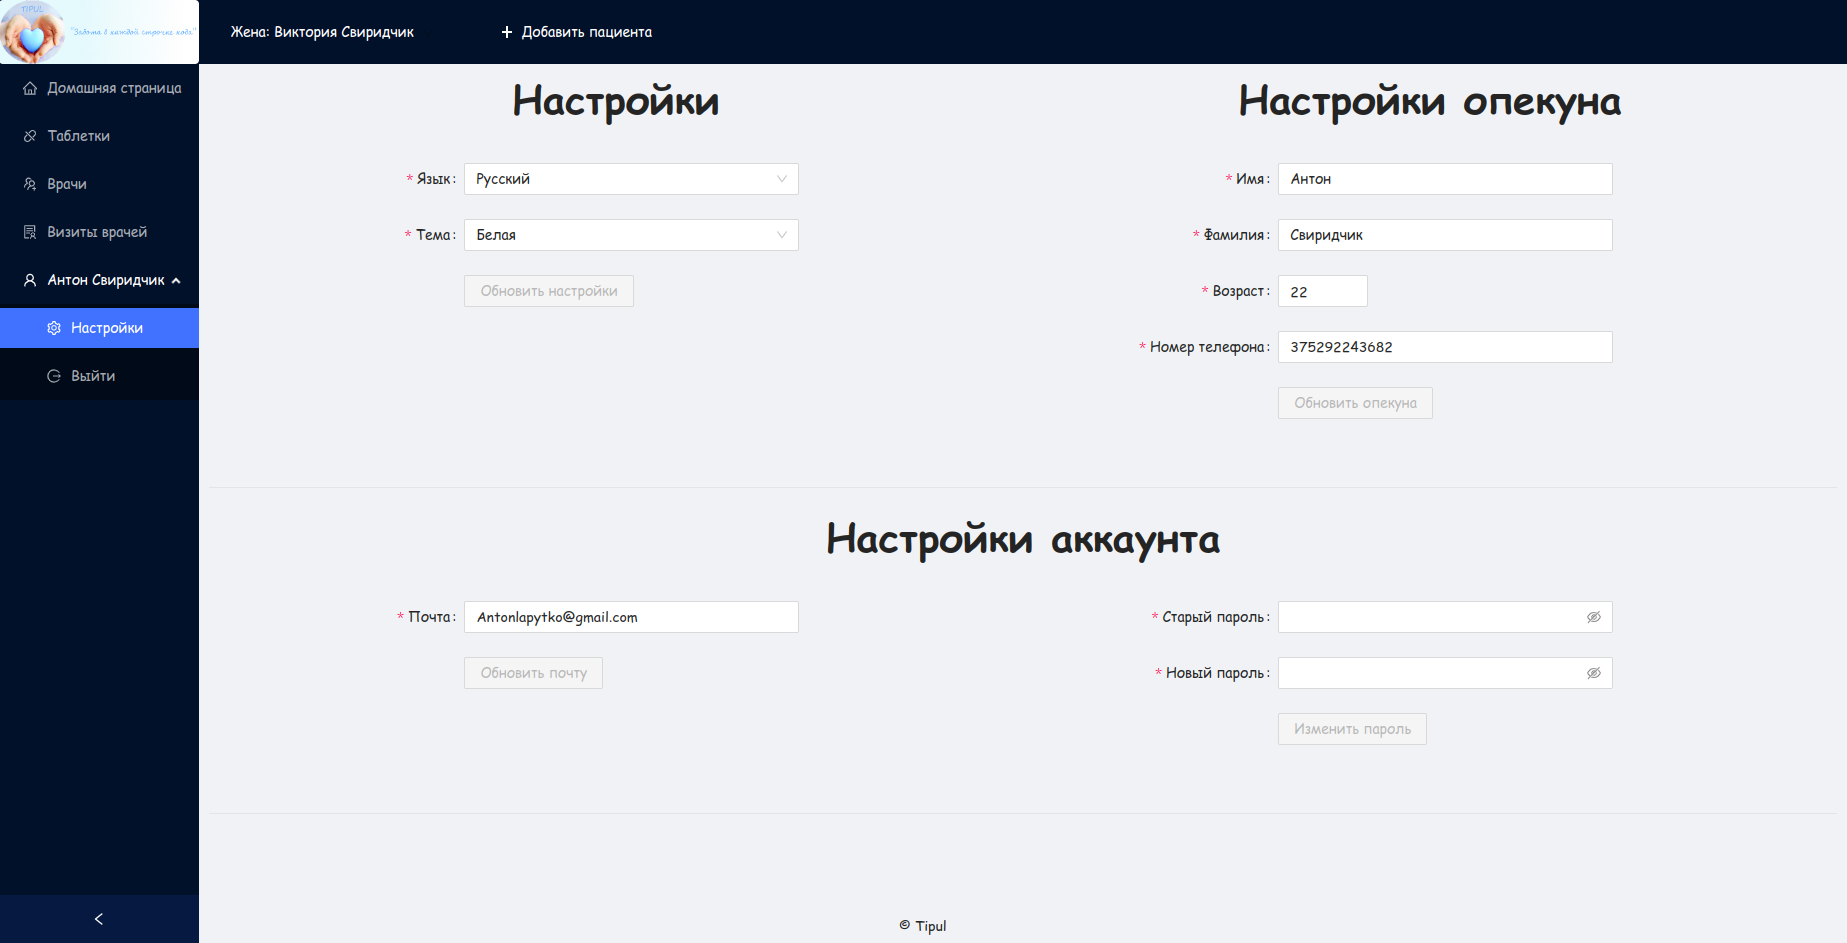 TIPUL
"Забота в каждой строчке кода"
Жена: Виктория Свиридчик
+ Добавить пациента
Домашняя страница
Таблетки
Врачи
Визиты врачей
Антон Свиридчик
Настройки
Выйти
Настройки
* Язык: Русский
* Тема: Белая
Обновить настройки
Настройки опекуна
* Имя: Антон
* Фамилия: Свиридчик
* Возраст: 22
* Номер телефона: 375292243682
Обновить опекуна
Настройки аккаунта
* Почта: Antonlapytko@gmail.com
Обновить почту
* Старый пароль:
* Новый пароль:
Изменить пароль
© Tipul